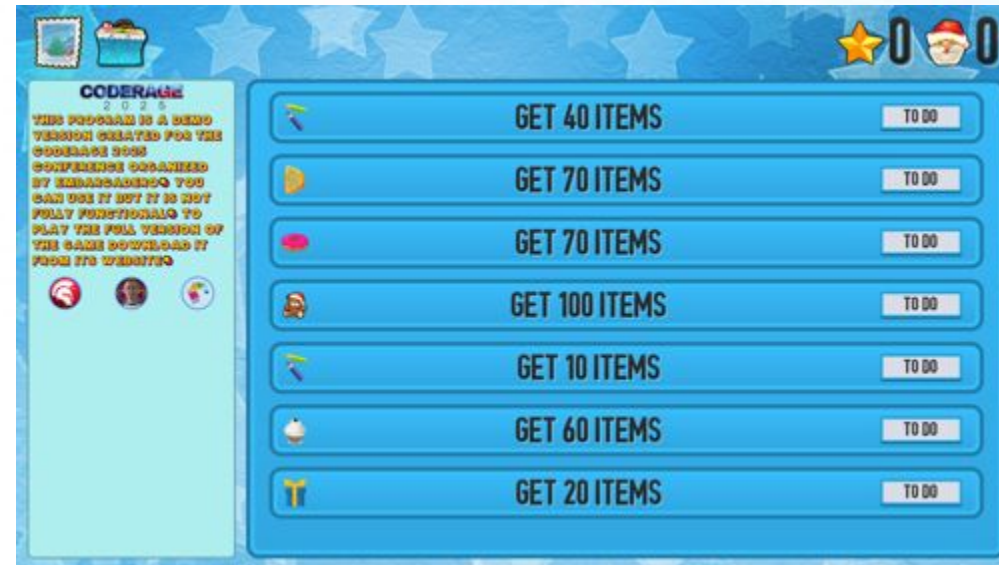 0 0
CODERAGE
2025
THIS PROGRAM IS A DEMO
VERSION CREATED FOR THE
CODERAGE 2025
CONFERENCE ORGANIZED
BY EMBARCADERO. YOU
CAN USE IT BUT IT IS NOT
FULLY FUNCTIONAL. TO
PLAY THE FULL VERSION OF
THE GAME DOWNLOAD IT
FROM ITS WEBSITE.
GET 40 ITEMS TO DO
GET 70 ITEMS TO DO
GET 70 ITEMS TO DO
GET 100 ITEMS TO DO
GET 10 ITEMS TO DO
GET 60 ITEMS TO DO
GET 20 ITEMS TO DO